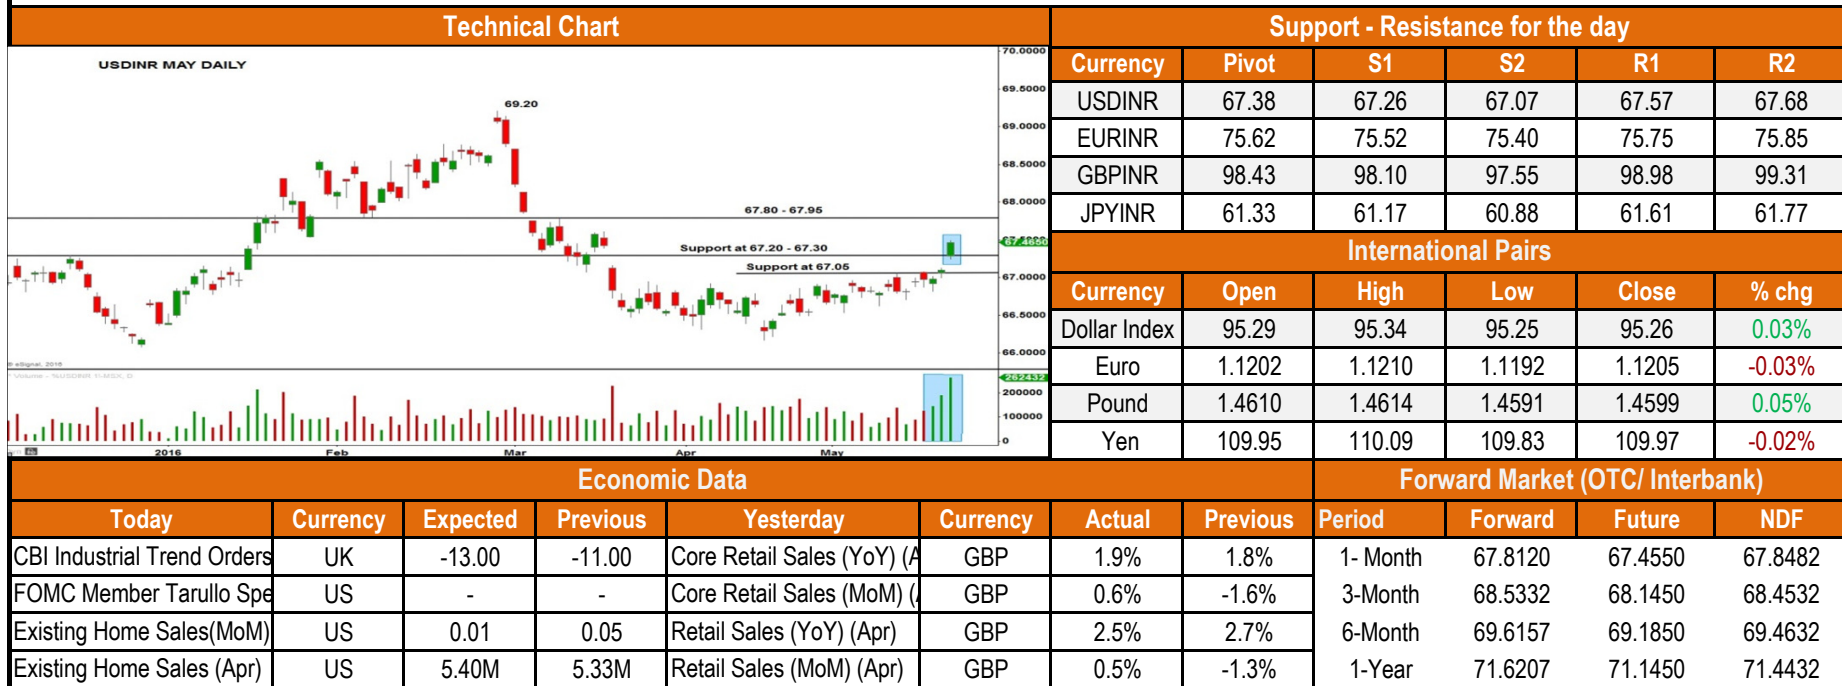 Technical Chart
USDINR MAY DAILY
69.20
67.80 - 67.95
Support at 67.20 - 67.30
Support at 67.05
70.0000
69.5000
69.0000
68.5000
68.0000
67.4650
67.0000
66.5000
66.0000
© eSignal, 2016
262432
200000
100000
0
2016 Feb Mar Apr May
Support - Resistance for the day
Currency Pivot S1 S2 R1 R2
USDINR 67.38 67.26 67.07 67.57 67.68
EURINR 75.62 75.52 75.40 75.75 75.85
GBPINR 98.43 98.10 97.55 98.98 99.31
JPYINR 61.33 61.17 60.88 61.61 61.77
International Pairs
Currency Open High Low Close % chg
Dollar Index 95.29 95.34 95.25 95.26 0.03%
Euro 1.1202 1.1210 1.1192 1.1205 -0.03%
Pound 1.4610 1.4614 1.4591 1.4599 0.05%
Yen 109.95 110.09 109.83 109.97 -0.02%
Economic Data
Today Currency Expected Previous Yesterday Currency Actual Previous
CBI Industrial Trend Orders UK -13.00 -11.00 Core Retail Sales (YoY) (A GBP 1.9% 1.8%
FOMC Member Tarullo Spe US - - Core Retail Sales (MoM) ( GBP 0.6% -1.6%
Existing Home Sales(MoM) US 0.01 0.05 Retail Sales (YoY) (Apr) GBP 2.5% 2.7%
Existing Home Sales (Apr) US 5.40M 5.33M Retail Sales (MoM) (Apr) GBP 0.5% -1.3%
Forward Market (OTC/ Interbank)
Period Forward Future NDF
1- Month 67.8120 67.4550 67.8482
3-Month 68.5332 68.1450 68.4532
6-Month 69.6157 69.1850 69.4632
1-Year 71.6207 71.1450 71.4432